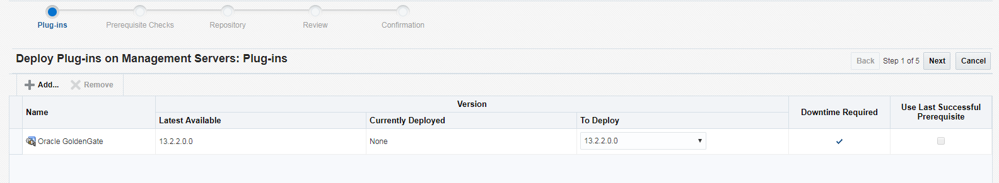 Plug-ins Prerequisite Checks Repository Review Confirmation
Deploy Plug-ins on Management Servers: Plug-ins
Back Step 1 of 5 Next Cancel
Add... Remove
Name Version Downtime Required Use Last Successful
Prerequisite
Latest Available Currently Deployed To Deploy
Oracle GoldenGate 13.2.2.0.0 None 13.2.2.0.0